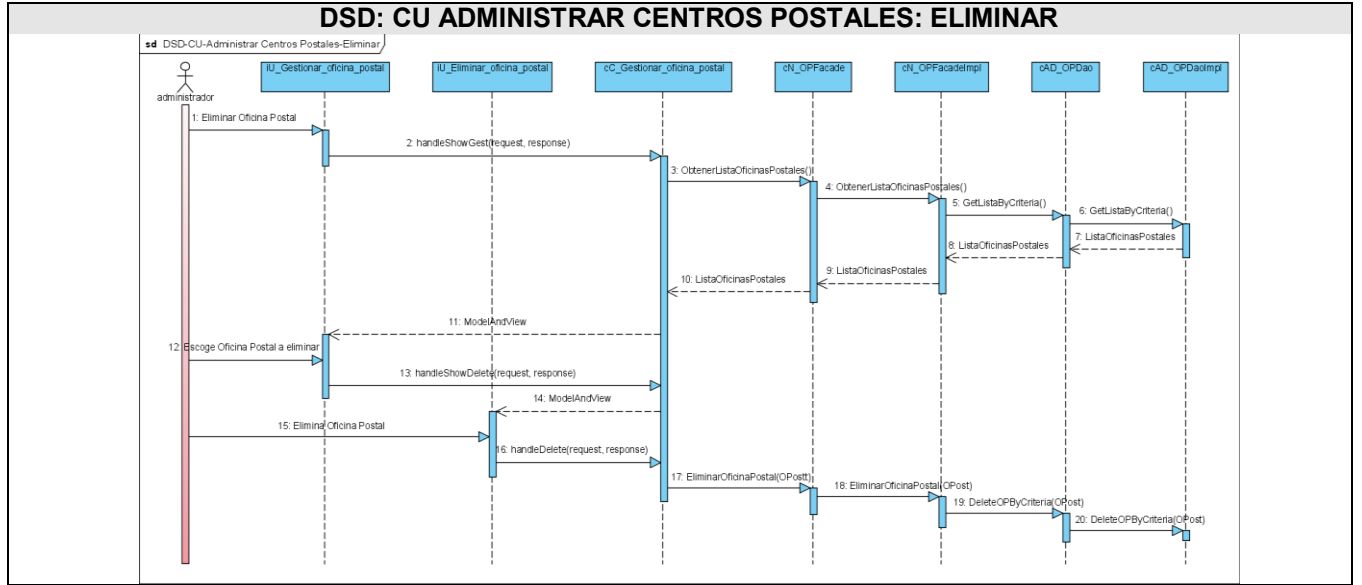 DSD: CU ADMINISTRAR CENTROS POSTALES: ELIMINAR
sd DSD-CU-Administrar Centros Postales-Eliminar
administrador
iU_Gestionar_oficina_postal
iU_Eliminar_oficina_postal
cC_Gestionar_oficina_postal
cN_OPFacade
cN_OPFacadeImpl
cAD_OPDao
cAD_OPDaoImpl
1: Eliminar Oficina Postal
2: handleShowGest(request, response)
3: ObtenerListaOficinasPostales()
4: ObtenerListaOficinasPostales()
5: GetListaByCriteria()
6: GetListaByCriteria()
7: ListaOficinasPostales
8: ListaOficinasPostales
9: ListaOficinasPostales
10: ListaOficinasPostales
11: ModelAndView
12: Escoge Oficina Postal a eliminar
13: handleShowDelete(request, response)
14: ModelAndView
15: Elimina Oficina Postal
16: handleDelete(request, response)
17: EliminarOficinaPostal(OPostt)
18: EliminarOficinaPostal(OPost)
19: DeleteOPByCriteria(OPost)
20: DeleteOPByCriteria(OPost)